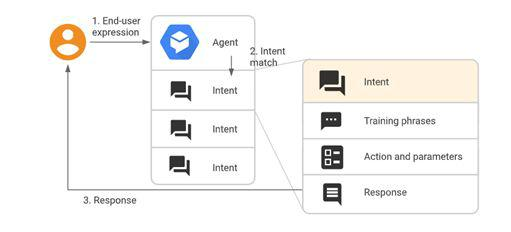 1. End-user
expression
Agent
2. Intent
match
Intent
Intent
Intent
Intent
Training phrases
Action and parameters
Response
3. Response